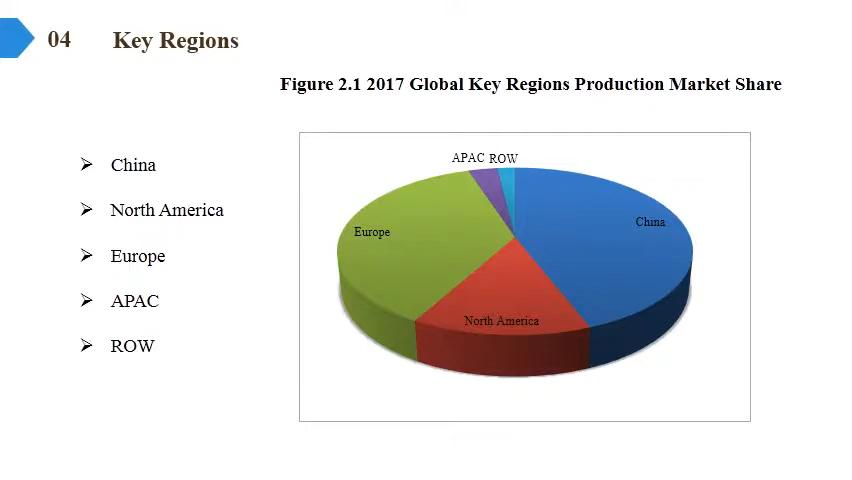 04 Key Regions
Figure 2.1 2017 Global Key Regions Production Market Share
China
North America
Europe
APAC
ROW
APAC ROW
China
Europe
North America